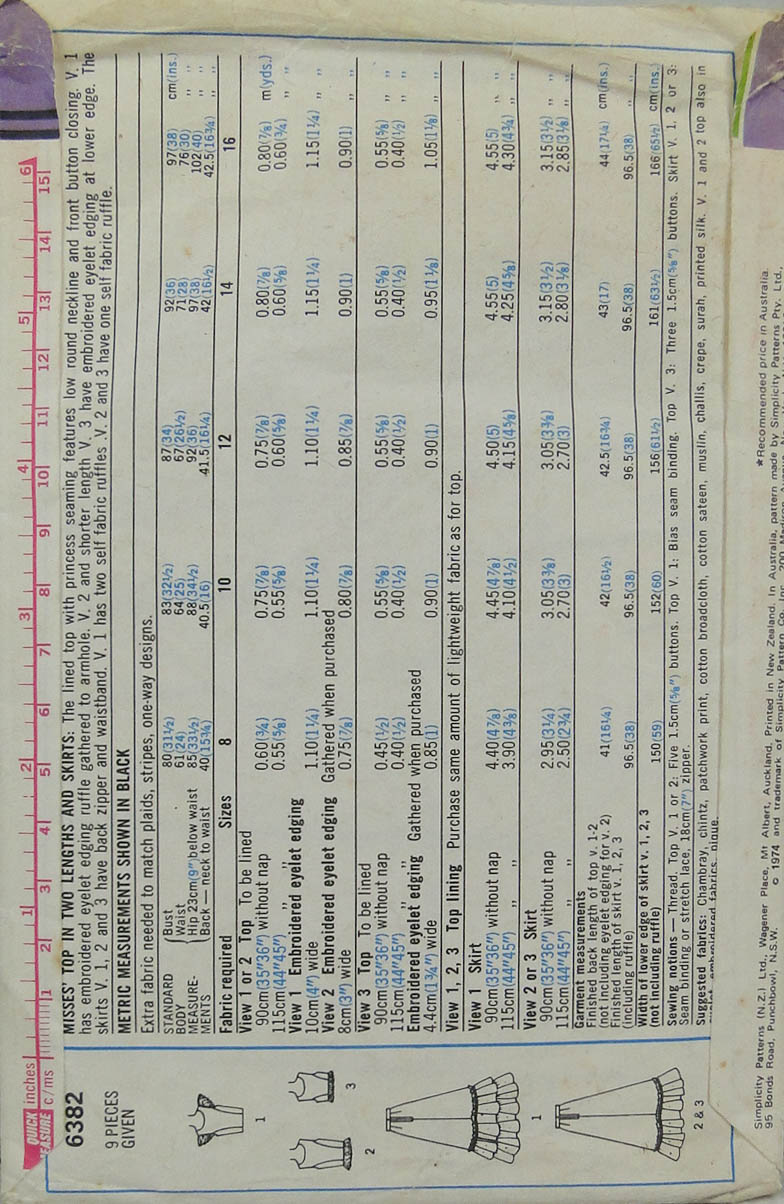 QUICK MEASURE inches 1 2 3 4 5 6
c/ms 1 2 3 4 5 6 7 8 9 10 11 12 13 14 15
6382
9 PIECES
GIVEN
1
2
3
1
2 & 3
MISSES' TOP IN TWO LENGTHS AND SKIRTS: The lined top with princess seaming features low round neckline and front button closing. V. 1
has embroidered eyelet edging ruffle gathered to armhole. V. 2 and shorter length V. 3 have embroidered eyelet edging at lower edge. The
skirts V. 1, 2 and 3 have back zipper and waistband. V. 1 has two self fabric ruffles .V. 2 and 3 have one self fabric ruffle.
METRIC MEASUREMENTS SHOWN IN BLACK
Extra fabric needed to match plaids, stripes, one-way designs.
STANDARD Bust 80(31½) 83(32½) 87(34) 92(36) 97(38) cm(ins.)
BODY Waist 61(24) 64(25) 67(26½) 71(28) 76(30) ,, ,,
MEASURE- Hip 23cm(9")below waist 85(33½) 88(34½) 92(36) 97(38) 102(40) ,, ,,
MENTS Back — neck to waist 40(15¾) 40.5(16) 41.5(16¼) 42(16½) 42.5(16¾) ,, ,,
Fabric required Sizes 8 10 12 14 16
View 1 or 2 Top To be lined
90cm(35"36") without nap 0.60(¾) 0.75(⅞) 0.75(⅞) 0.80(⅞) 0.80(⅞) m(yds.)
115cm(44"45") ,, 0.55(⅝) 0.55(⅝) 0.60(⅝) 0.60(⅝) 0.60(¾) ,, ,,
View 1 Embroidered eyelet edging
10cm(4") wide 1.10(1¼) 1.10(1¼) 1.10(1¼) 1.15(1¼) 1.15(1¼) ,, ,,
View 2 Embroidered eyelet edging Gathered when purchased
8cm(3") wide 0.75(⅞) 0.80(⅞) 0.85(⅞) 0.90(1) 0.90(1) ,, ,,
View 3 Top To be lined
90cm(35"36") without nap 0.45(½) 0.55(⅝) 0.55(⅝) 0.55(⅝) 0.55(⅝) ,, ,,
115cm(44"45") ,, 0.40(½) 0.40(½) 0.40(½) 0.40(½) 0.40(½) ,, ,,
Embroidered eyelet edging Gathered when purchased
4.4cm(1¾") wide 0.85(1) 0.90(1) 0.90(1) 0.95(1⅛) 1.05(1⅛) ,, ,,
View 1, 2, 3 Top lining Purchase same amount of lightweight fabric as for top.
View 1 Skirt
90cm(35"36") without nap 4.40(4⅞) 4.45(4⅞) 4.50(5) 4.55(5) 4.55(5) ,, ,,
115cm(44"45") ,, 3.90(4⅜) 4.10(4½) 4.15(4⅝) 4.25(4⅝) 4.30(4¾) ,, ,,
View 2 or 3 Skirt
90cm(35"36") without nap 2.95(3¼) 3.05(3⅜) 3.05(3⅜) 3.15(3½) 3.15(3½) ,, ,,
115cm(44"45") ,, 2.50(2¾) 2.70(3) 2.70(3) 2.80(3⅛) 2.85(3⅛) ,, ,,
Garment measurements
Finished back length of top v. 1-2 41(16¼) 42(16½) 42.5(16¾) 43(17) 44(17¼) cm(ins.)
(not including eyelet edging for v. 2)
Finished length of skirt v. 1, 2, 3 96.5(38) 96.5(38) 96.5(38) 96.5(38) 96.5(38) ,, ,,
(including ruffle)
Width of lower edge of skirt v. 1, 2, 3 150(59) 152(60) 156(61½) 161(63½) 166(65½) cm(ins.)
(not including ruffle)
Sewing notions — Thread. Top V. 1 or 2: Five 1.5cm(⅝") buttons. Top V. 1: Bias seam binding. Top V. 3: Three 1.5cm(⅝") buttons. Skirt V. 1, 2 or 3:
Seam binding or stretch lace, 18cm(7") zipper.
Suggested fabrics: Chambray, chintz, patchwork print, cotton broadcloth, cotton sateen, muslin, challis, crepe, surah, printed silk. V. 1 and 2 top also in
embroidered fabrics, pique.
★Recommended price in Australia.
Simplicity Patterns (N.Z.) Ltd., Wagener Place, Mt Albert, Auckland, Printed in New Zealand. In Australia, pattern made by Simplicity Patterns Pty. Ltd.,
95 Bonds Road, Punchbowl, N.S.W. © 1974 and trademark of Simplicity Pattern Co. Inc. 200